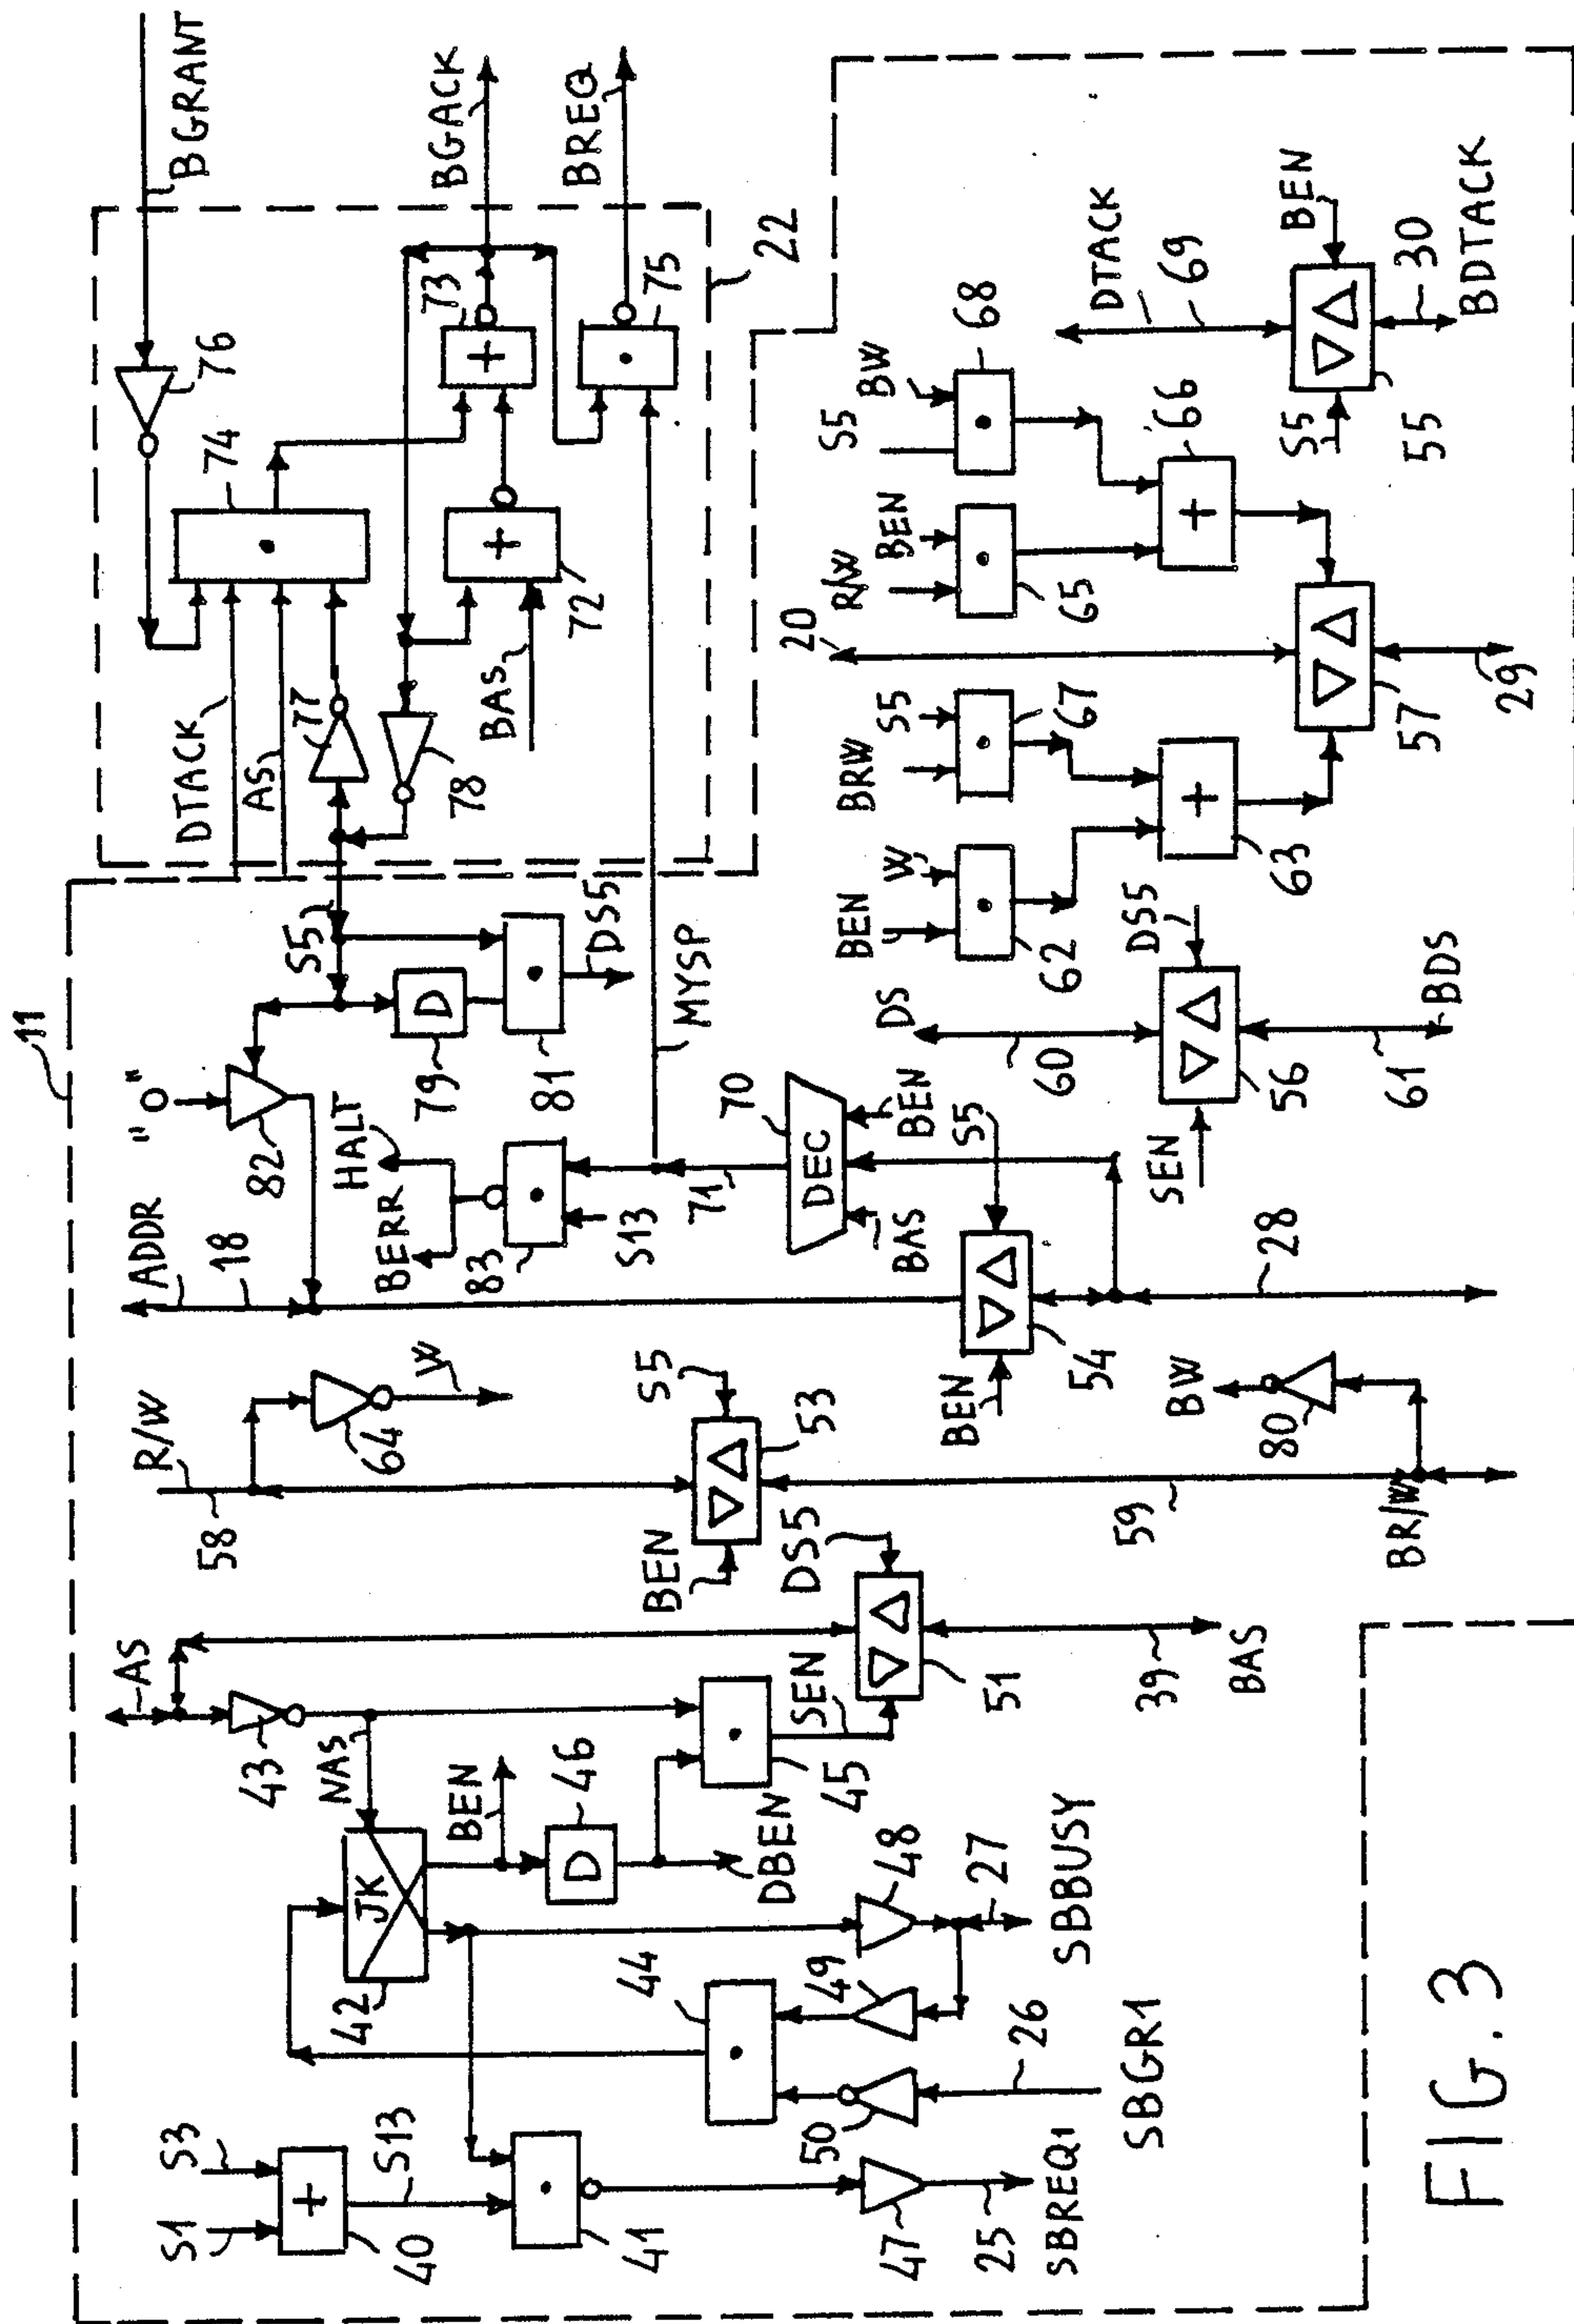 11
S1
S3
40
S13
41
47
25
SBREQ1
JK
42
NAS
43
AS
BEN
D
46
DBEN
44
49
50
26
SBGR1
48
27
SBBUSY
45
SEN
DS5
51
39
BAS
R/W
58
64
W
BEN
S5
53
59
BR/W
80
BW
ADDR
18
"0"
82
HALT
BERR
83
S13
71
70
DEC
BAS
BEN
S5
BEN
54
28
S5
D
79
81
DS5
MYSP
DTACK
AS
77
78
74
76
BGRANT
BAS
72
+
73
+
BGACK
75
BREQ
22
DS
60
SEN
DS5
56
61
BDS
BEN
W
62
BRW
S5
67
63
+
20
R/W
BEN
65
S5
BW
68
66
+
57
29
DTACK
69
S5
BEN
55
30
BDTACK
+
FIG. 3